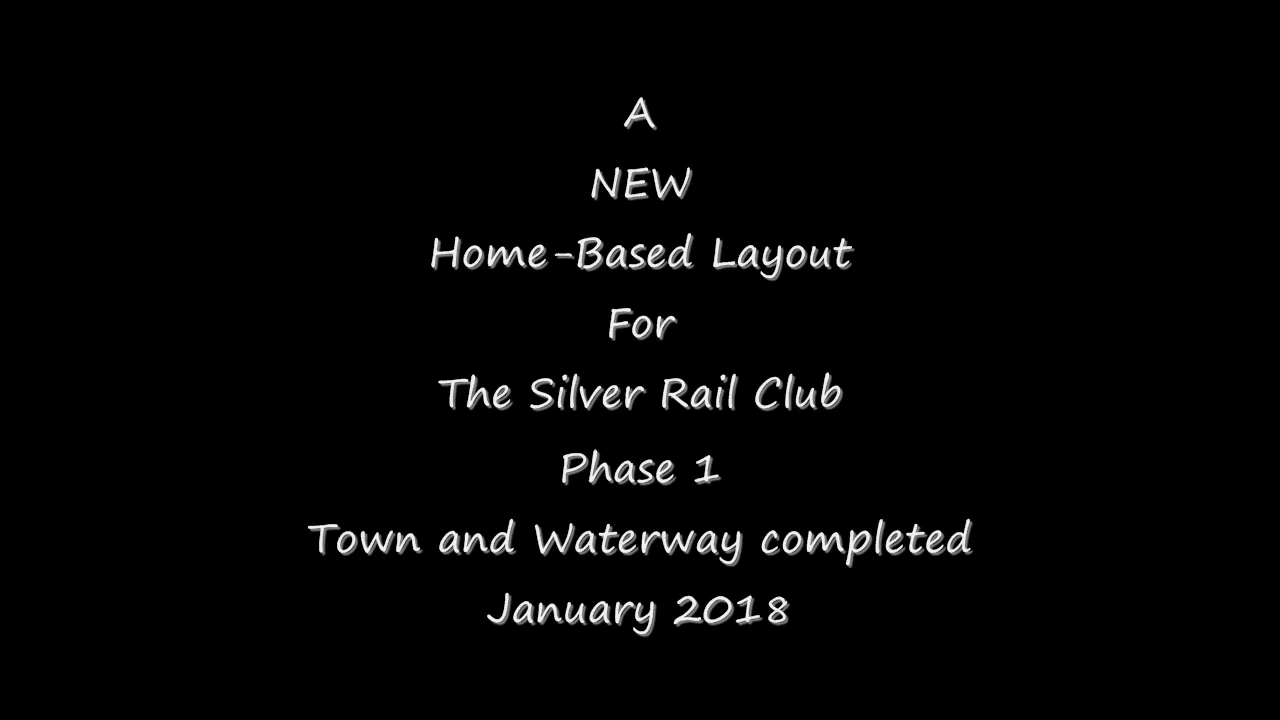 A
NEW
Home-Based Layout
For
The Silver Rail Club
Phase 1
Town and Waterway completed
January 2018